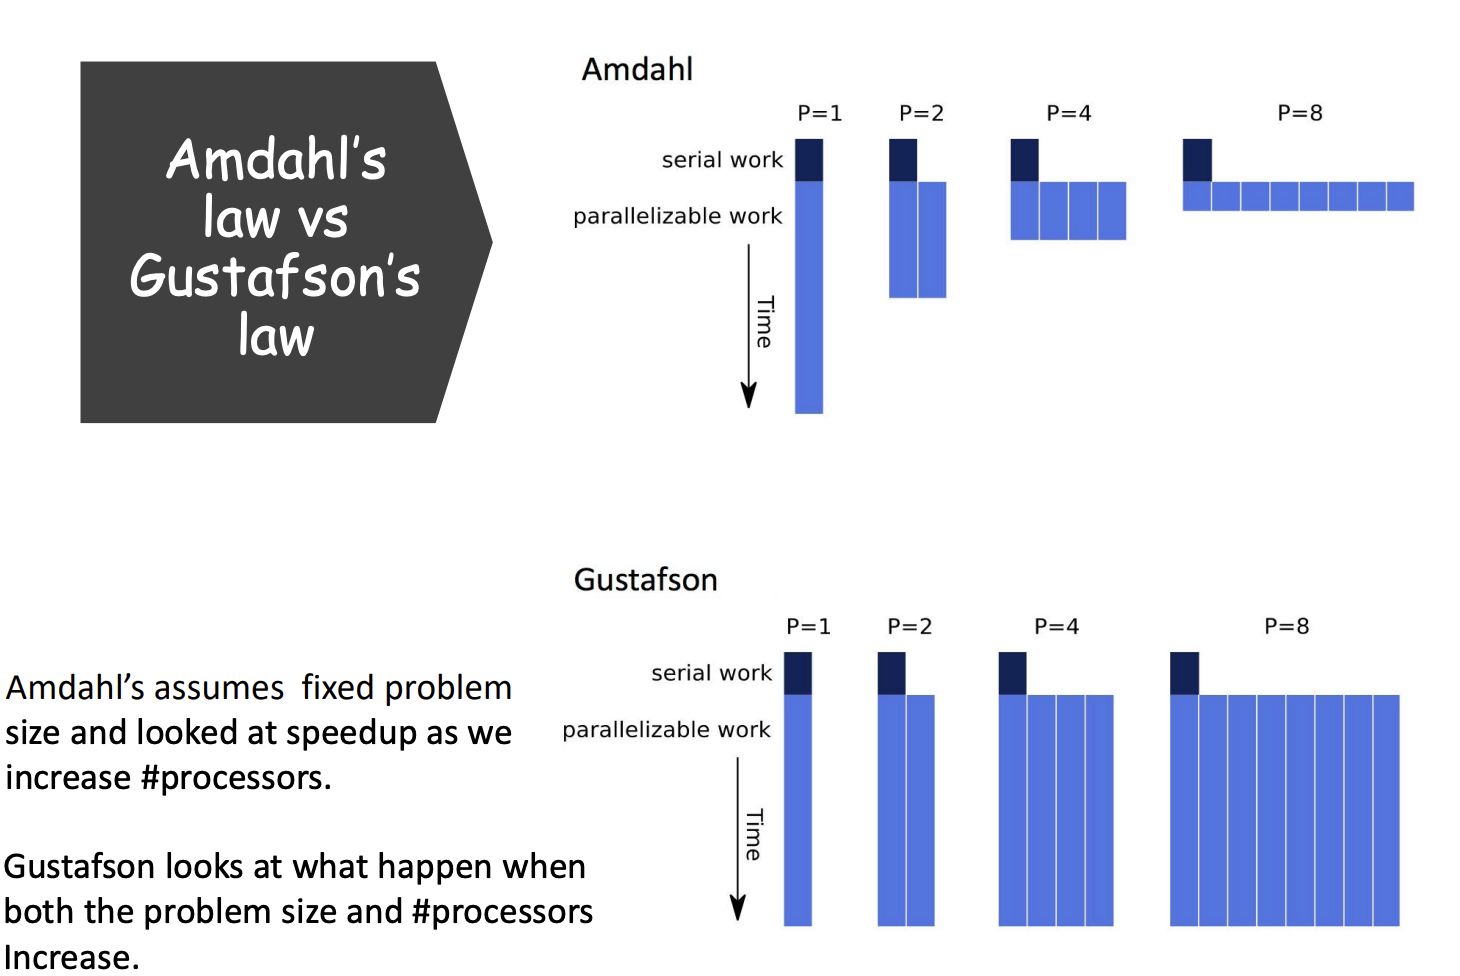 Amdahl's
law vs
Gustafson's
law
Amdahl
P=1 P=2 P=4 P=8
serial work
parallelizable work
Time
Gustafson
P=1 P=2 P=4 P=8
serial work
parallelizable work
Time
Amdahl's assumes fixed problem
size and looked at speedup as we
increase #processors.
Gustafson looks at what happen when
both the problem size and #processors
Increase.